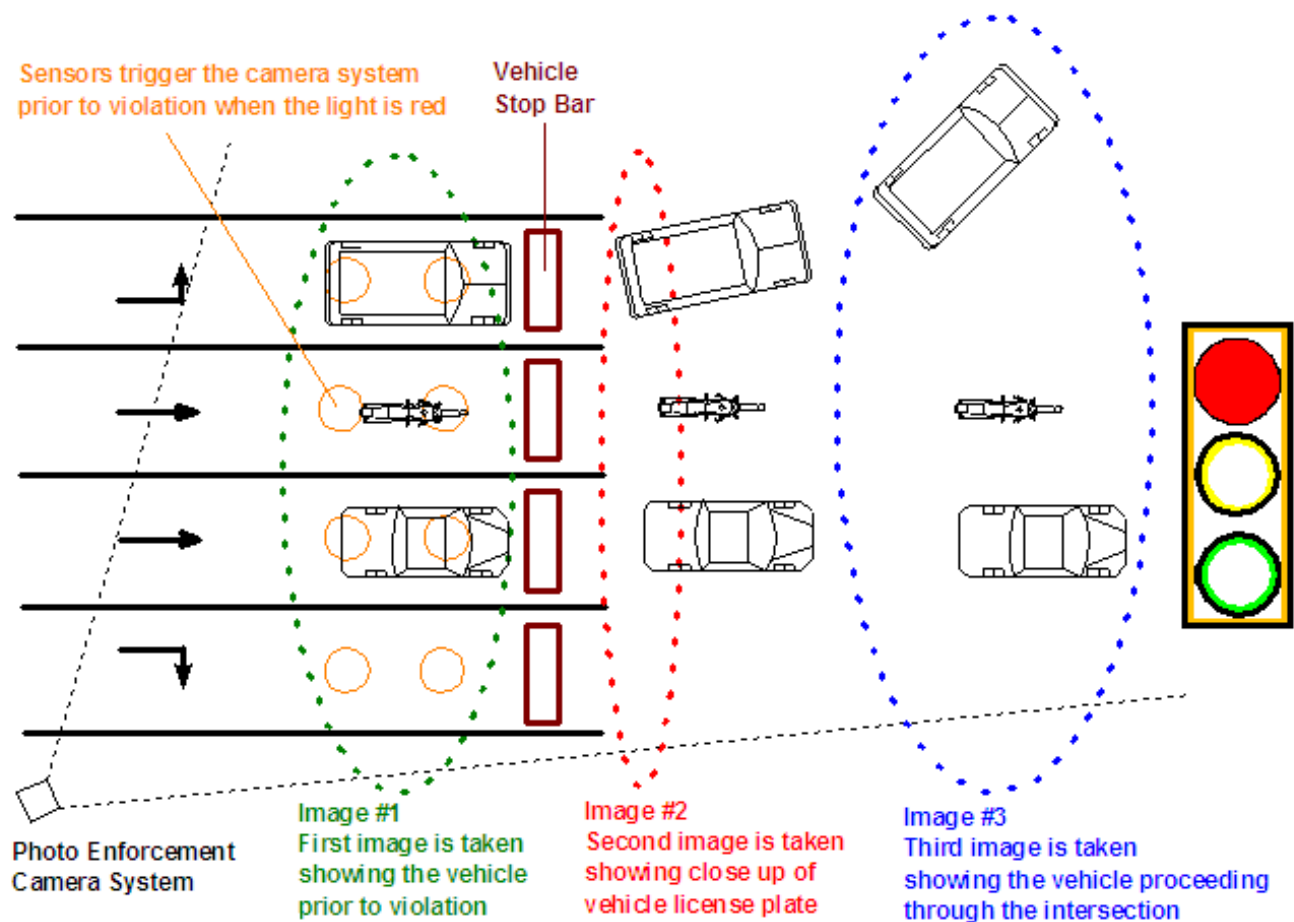 Sensors trigger the camera system
prior to violation when the light is red
Vehicle
Stop Bar
Photo Enforcement
Camera System
Image #1
First image is taken
showing the vehicle
prior to violation
Image #2
Second image is taken
showing close up of
vehicle license plate
Image #3
Third image is taken
showing the vehicle proceeding
through the intersection